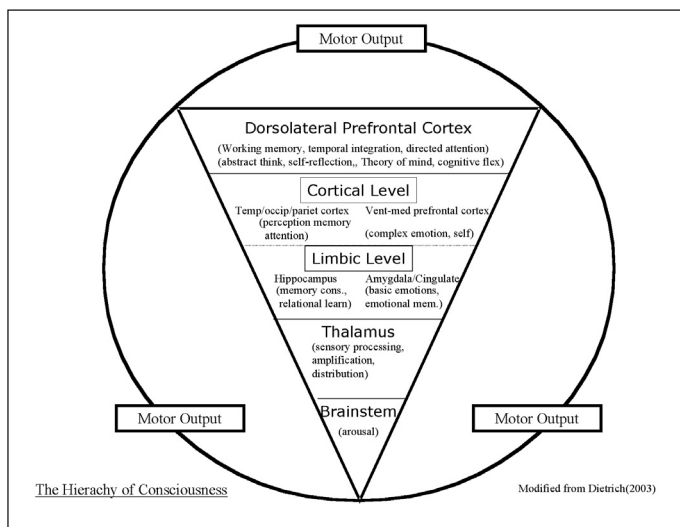 Motor Output
Dorsolateral Prefrontal Cortex
(Working memory, temporal integration, directed attention)
(abstract think, self-reflection,, Theory of mind, cognitive flex)
Cortical Level
Temp/occip/pariet cortex
(perception memory
attention)
Vent-med prefrontal cortex
(complex emotion, self)
Limbic Level
Hippocampus
(memory cons.,
relational learn)
Amygdala/Cingulate
(basic emotions,
emotional mem.)
Thalamus
(sensory processing,
amplification,
distribution)
Brainstem
(arousal)
Motor Output
Motor Output
The Hierachy of Consciousness
Modified from Dietrich(2003)